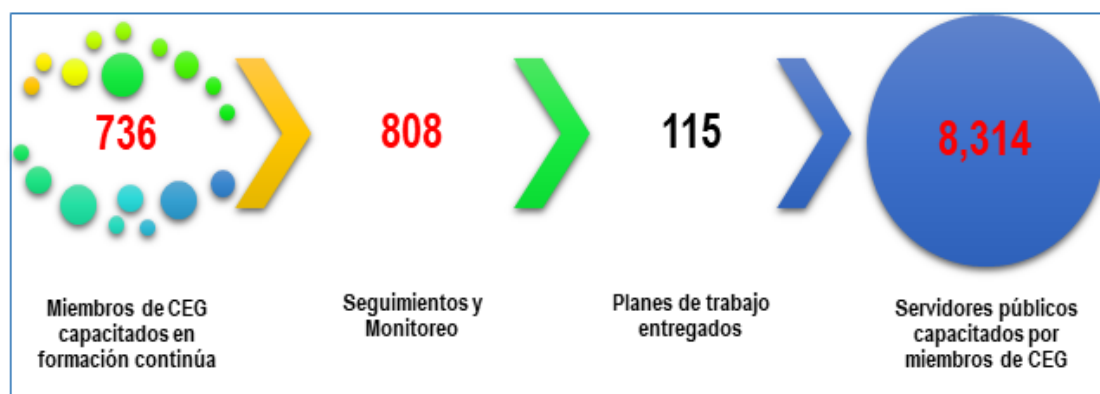 736
808
115
8,314
Miembros de CEG
capacitados en
formación continúa
Seguimientos y
Monitoreo
Planes de trabajo
entregados
Servidores públicos
capacitados por
miembros de CEG